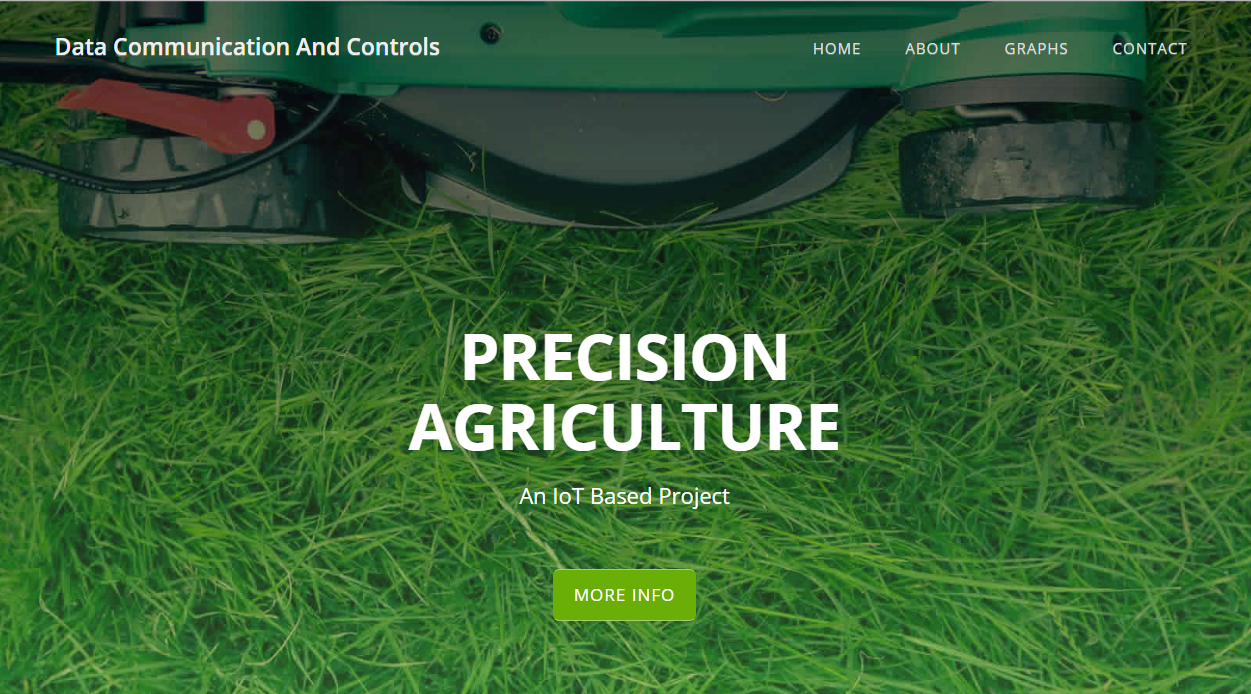 Data Communication And Controls
HOME ABOUT GRAPHS CONTACT
PRECISION
AGRICULTURE
An IoT Based Project
MORE INFO